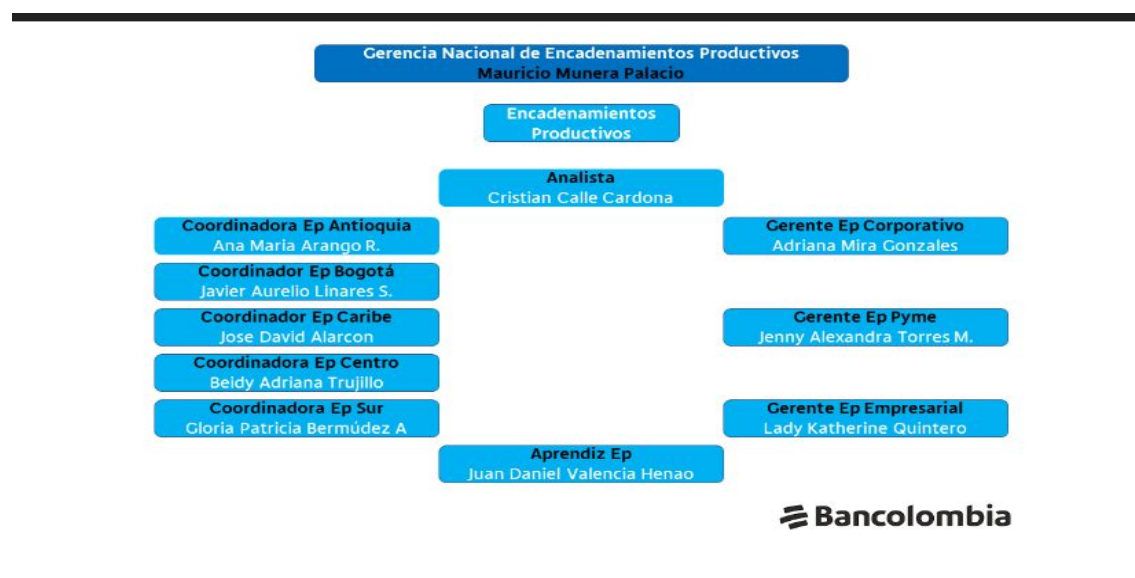 Gerencia Nacional de Encadenamientos Productivos
Mauricio Munera Palacio
Encadenamientos
Productivos
Analista
Cristian Calle Cardona
Coordinadora Ep Antioquia
Ana Maria Arango R.
Coordinador Ep Bogotá
Javier Aurelio Linares S.
Coordinador Ep Caribe
Jose David Alarcon
Coordinadora Ep Centro
Beidy Adriana Trujillo
Coordinadora Ep Sur
Gloria Patricia Bermúdez A
Gerente Ep Corporativo
Adriana Mira Gonzales
Gerente Ep Pyme
Jenny Alexandra Torres M.
Gerente Ep Empresarial
Lady Katherine Quintero
Aprendiz Ep
Juan Daniel Valencia Henao
Bancolombia